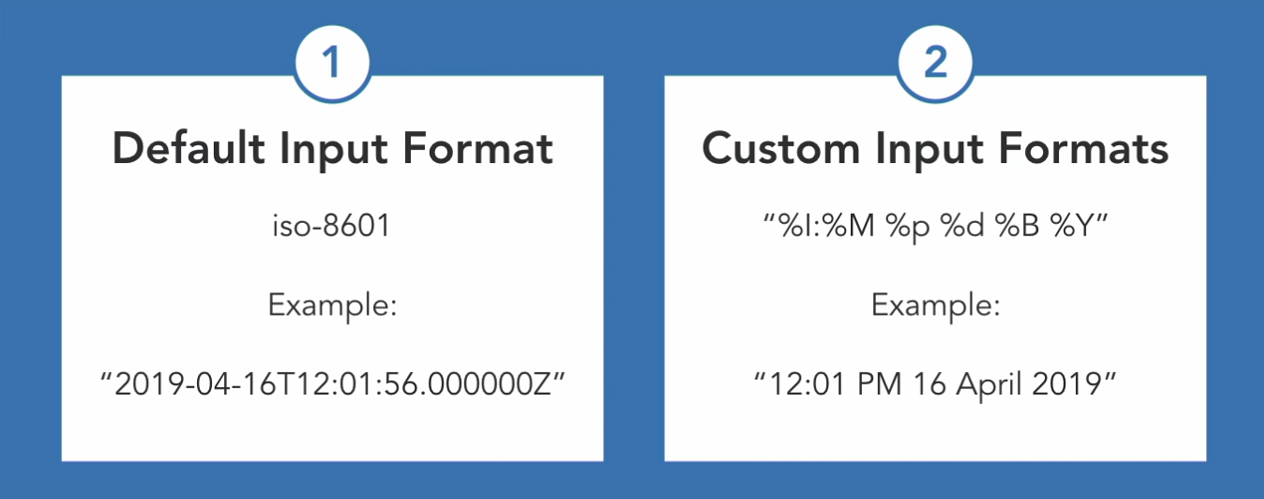 1
Default Input Format
iso-8601
Example:
“2019-04-16T12:01:56.000000Z”
2
Custom Input Formats
“%I:%M %p %d %B %Y”
Example:
“12:01 PM 16 April 2019”